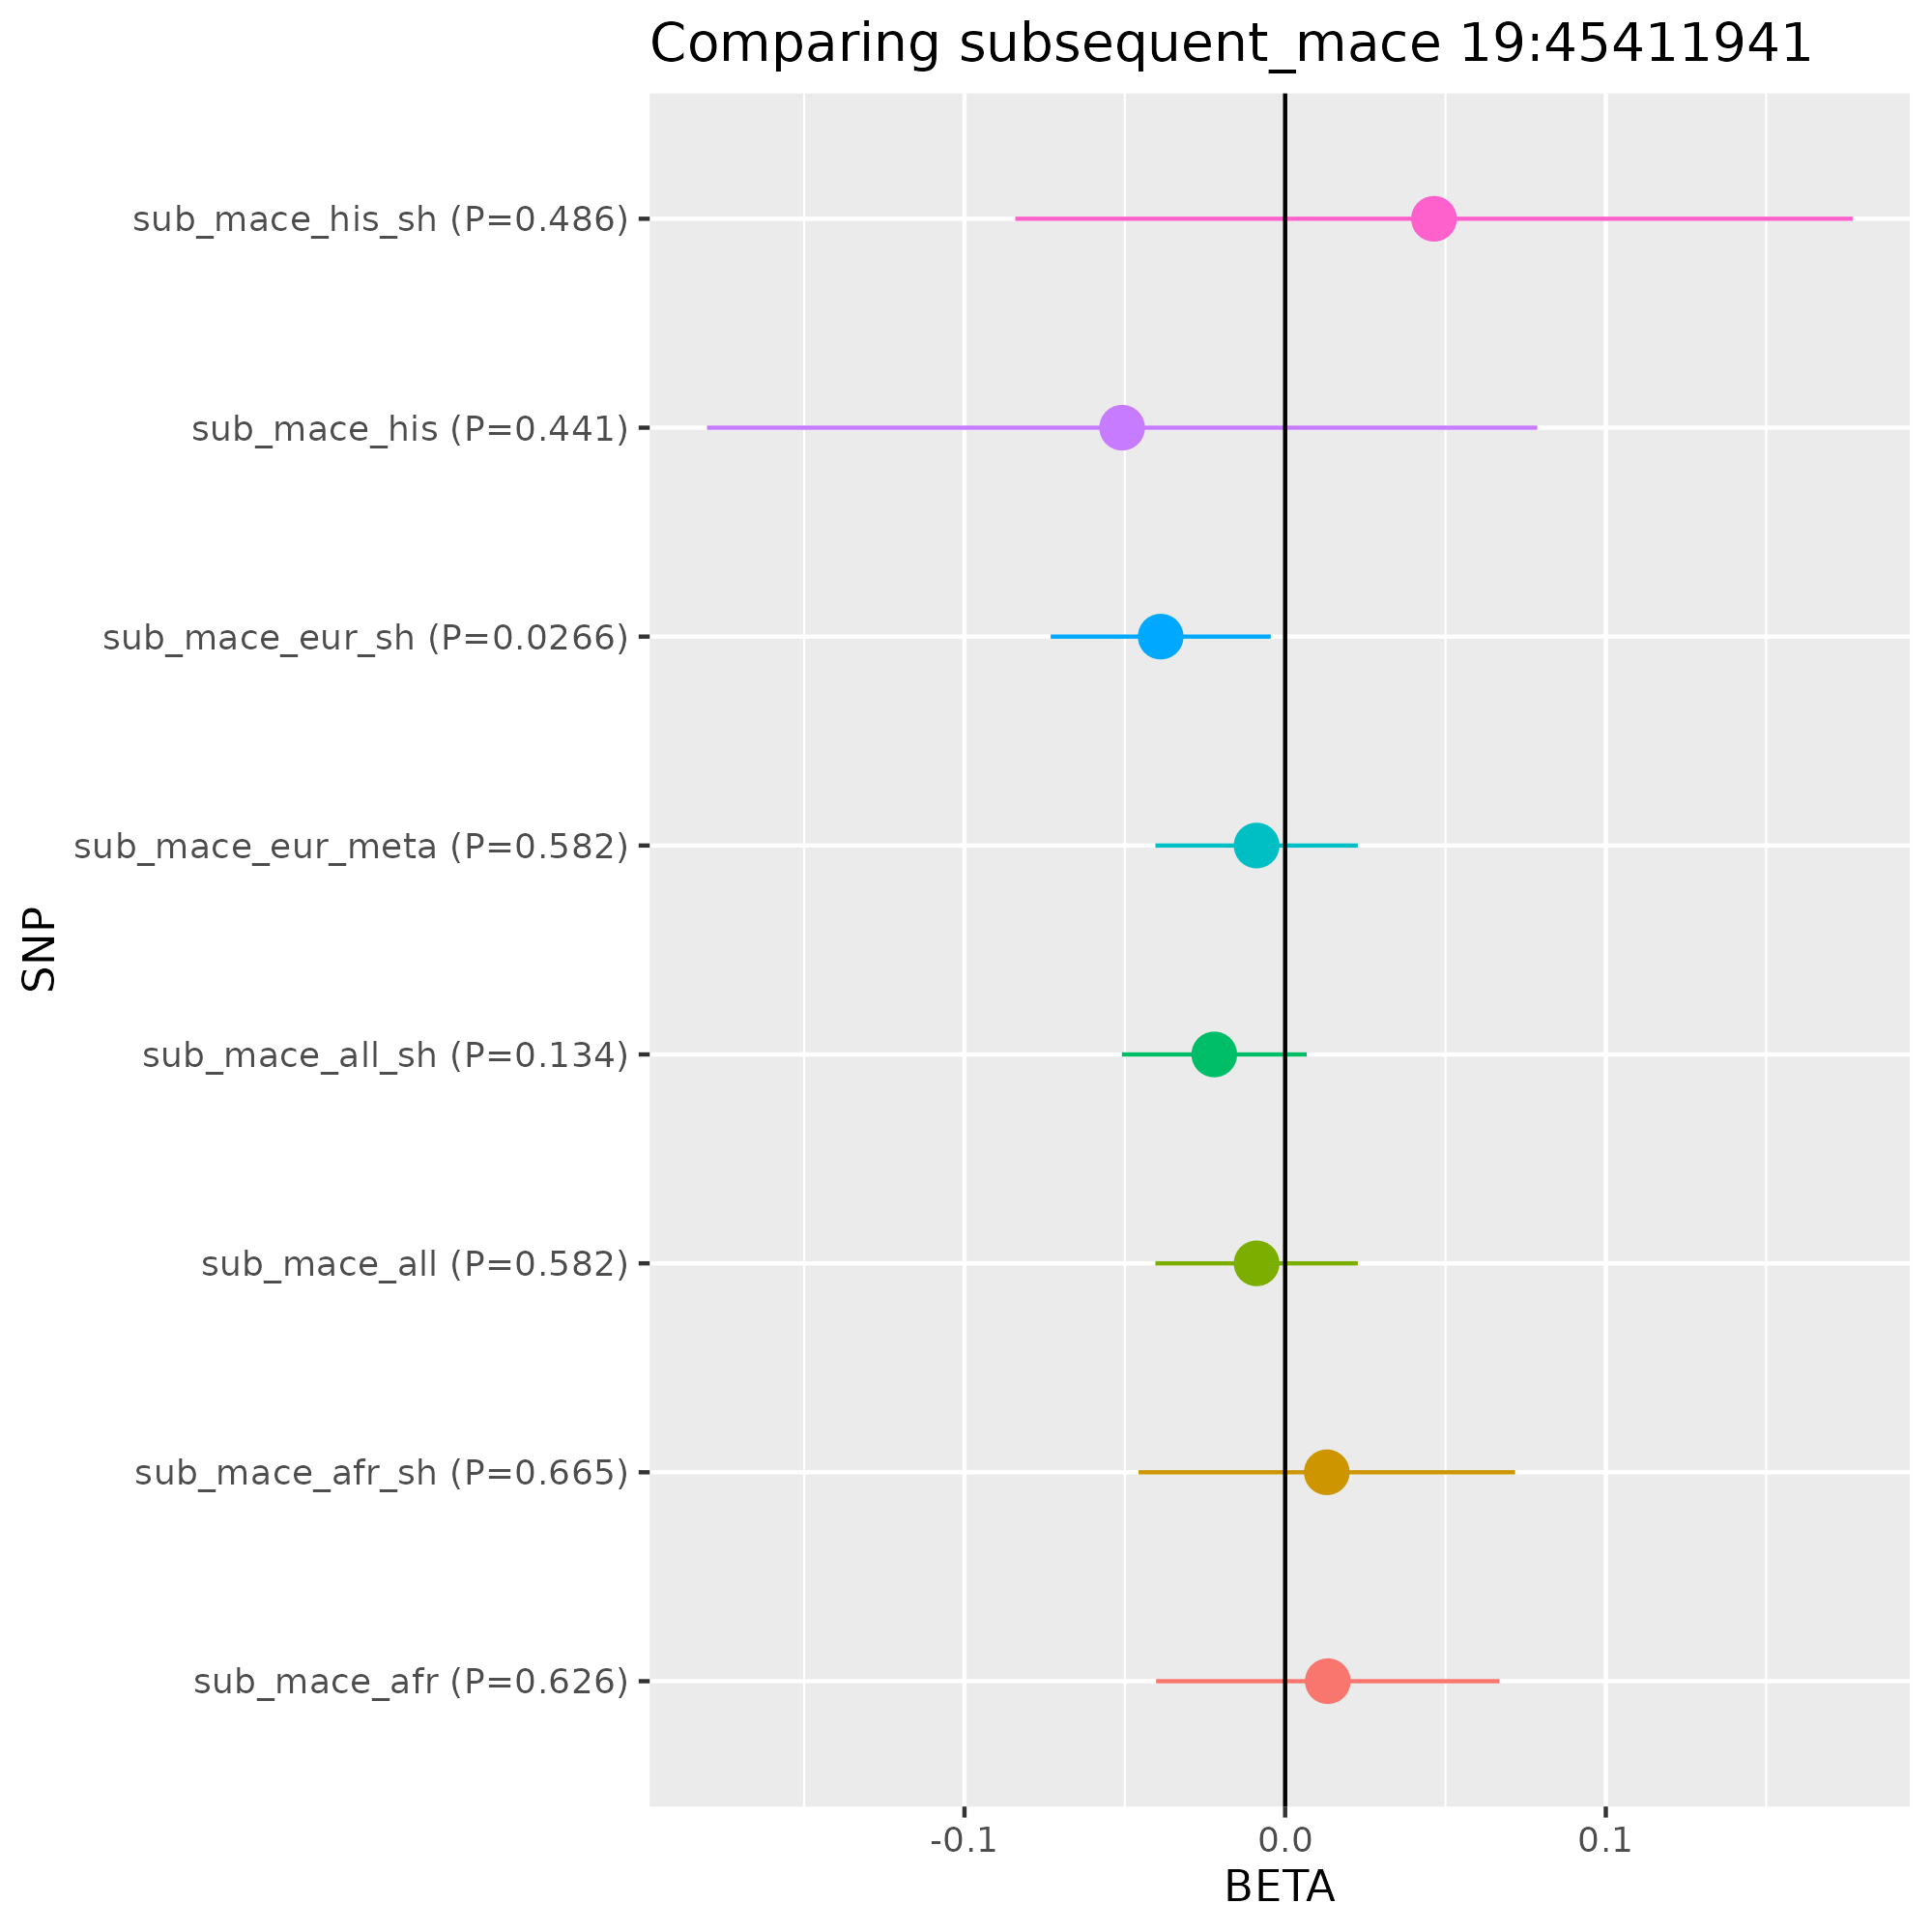 Comparing subsequent_mace 19:45411941
sub_mace_his_sh (P=0.486)
sub_mace_his (P=0.441)
sub_mace_eur_sh (P=0.0266)
sub_mace_eur_meta (P=0.582)
SNP
sub_mace_all_sh (P=0.134)
sub_mace_all (P=0.582)
sub_mace_afr_sh (P=0.665)
sub_mace_afr (P=0.626)
-0.1 0.0 0.1
BETA